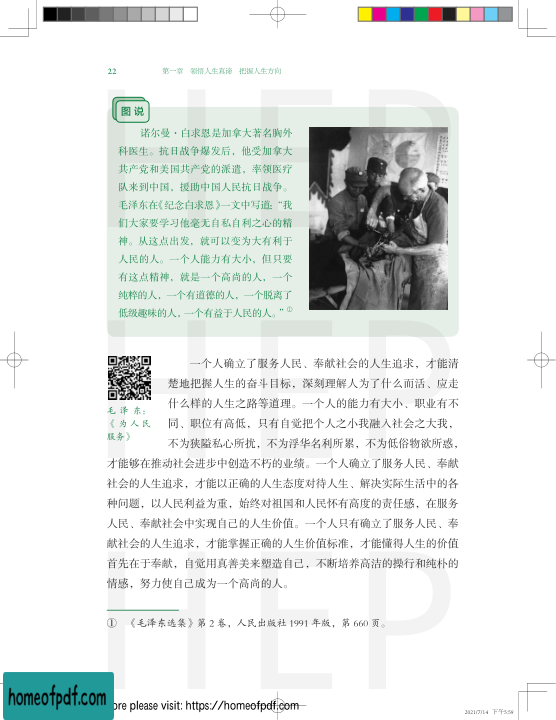 22
第一章 领悟人生真谛 把握人生方向
图说
诺尔曼·白求恩是加拿大著名胸外
科医生。抗日战争爆发后，他受加拿大
共产党和美国共产党的派遣，率领医疗
队来到中国，援助中国人民抗日战争。
毛泽东在《纪念白求恩》一文中写道：“我
们大家要学习他毫无自私自利之心的精
神。从这点出发，就可以变为大有利于
人民的人。一个人能力有大小，但只要
有这点精神，就是一个高尚的人，一个
纯粹的人，一个有道德的人，一个脱离了
低级趣味的人，一个有益于人民的人。”①
毛泽东：
《为人民
服务》
一个人确立了服务人民、奉献社会的人生追求，才能清
楚地把握人生的奋斗目标，深刻理解人为了什么而活、应走
什么样的人生之路等道理。一个人的能力有大小、职业有不
同、职位有高低，只有自觉把个人之小我融入社会之大我，
不为狭隘私心所扰，不为浮华名利所累，不为低俗物欲所惑，
才能够在推动社会进步中创造不朽的业绩。一个人确立了服务人民、奉献
社会的人生追求，才能以正确的人生态度对待人生、解决实际生活中的各
种问题，以人民利益为重，始终对祖国和人民怀有高度的责任感，在服务
人民、奉献社会中实现自己的人生价值。一个人只有确立了服务人民、奉
献社会的人生追求，才能掌握正确的人生价值标准，才能懂得人生的价值
首先在于奉献，自觉用真善美来塑造自己，不断培养高洁的操行和纯朴的
情感，努力使自己成为一个高尚的人。
① 《毛泽东选集》第2卷，人民出版社1991年版，第660页。
HEP
HEP
HEP
homeofpdf.com
ore please visit: https://homeofpdf.com
2021/7/14 下午5:59